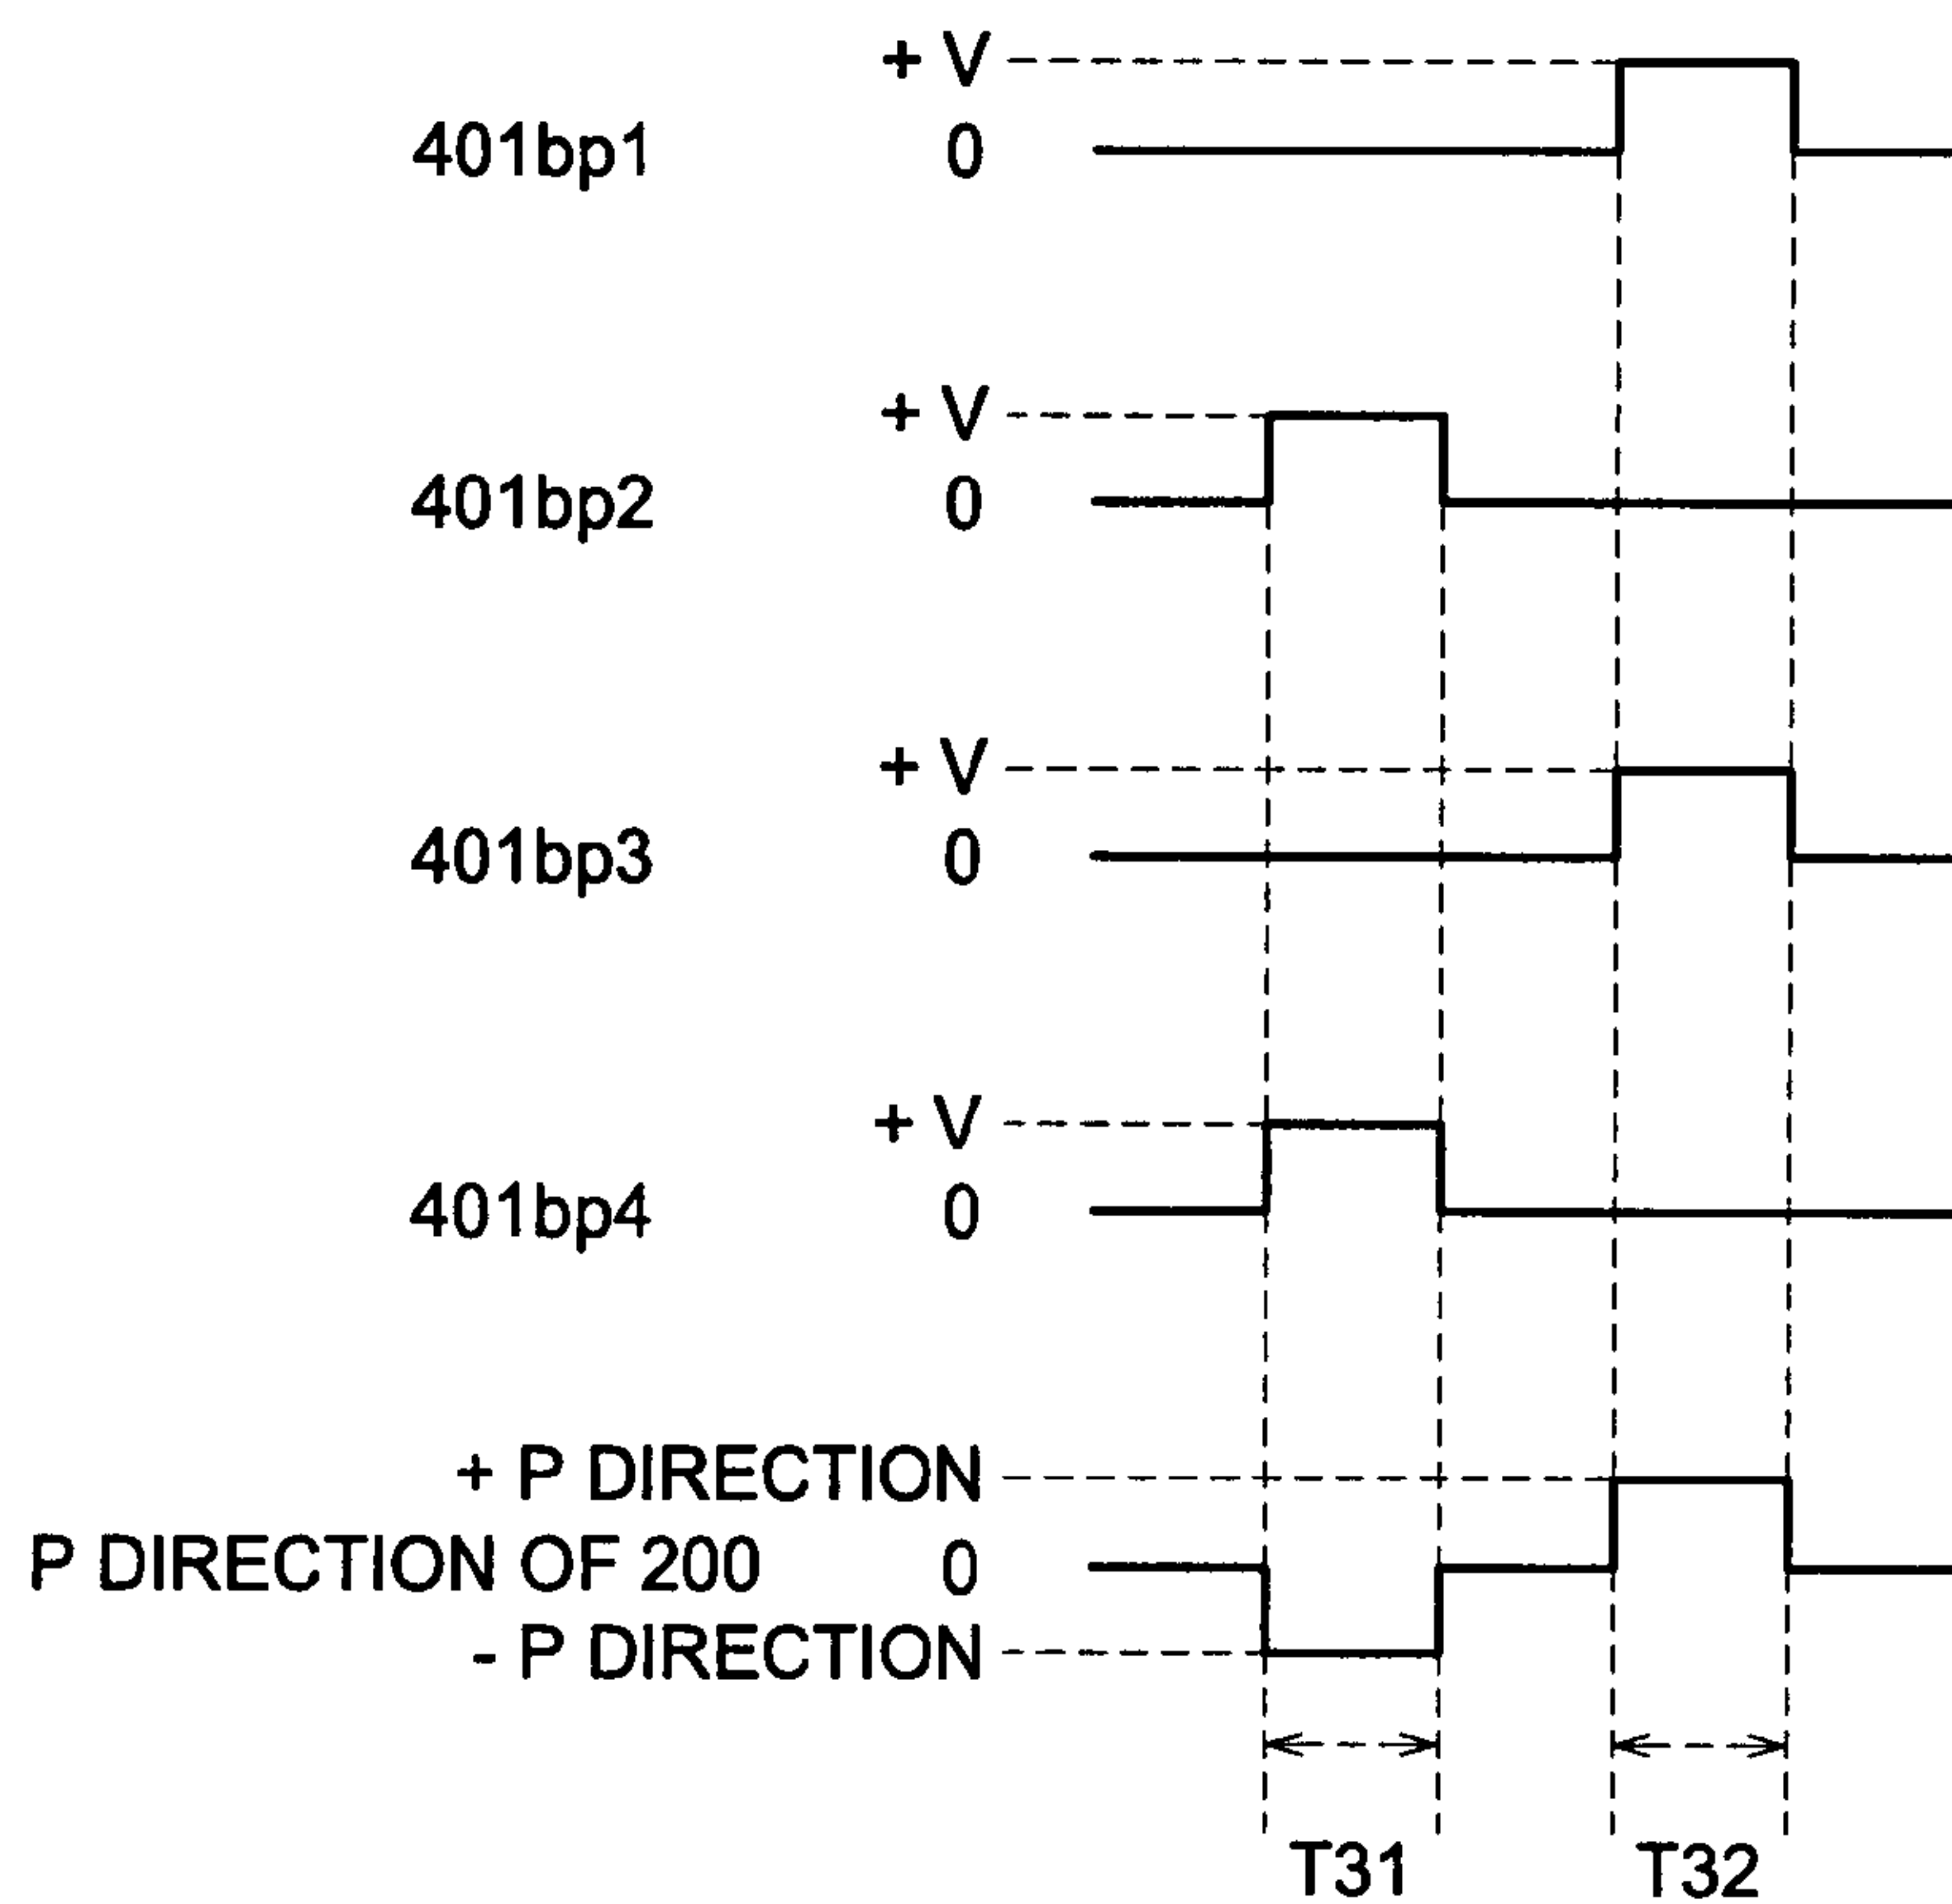 + V
401bp1 0
+ V
401bp2 0
+ V
401bp3 0
+ V
401bp4 0
+ P DIRECTION
P DIRECTION OF 200 0
- P DIRECTION
T31 T32